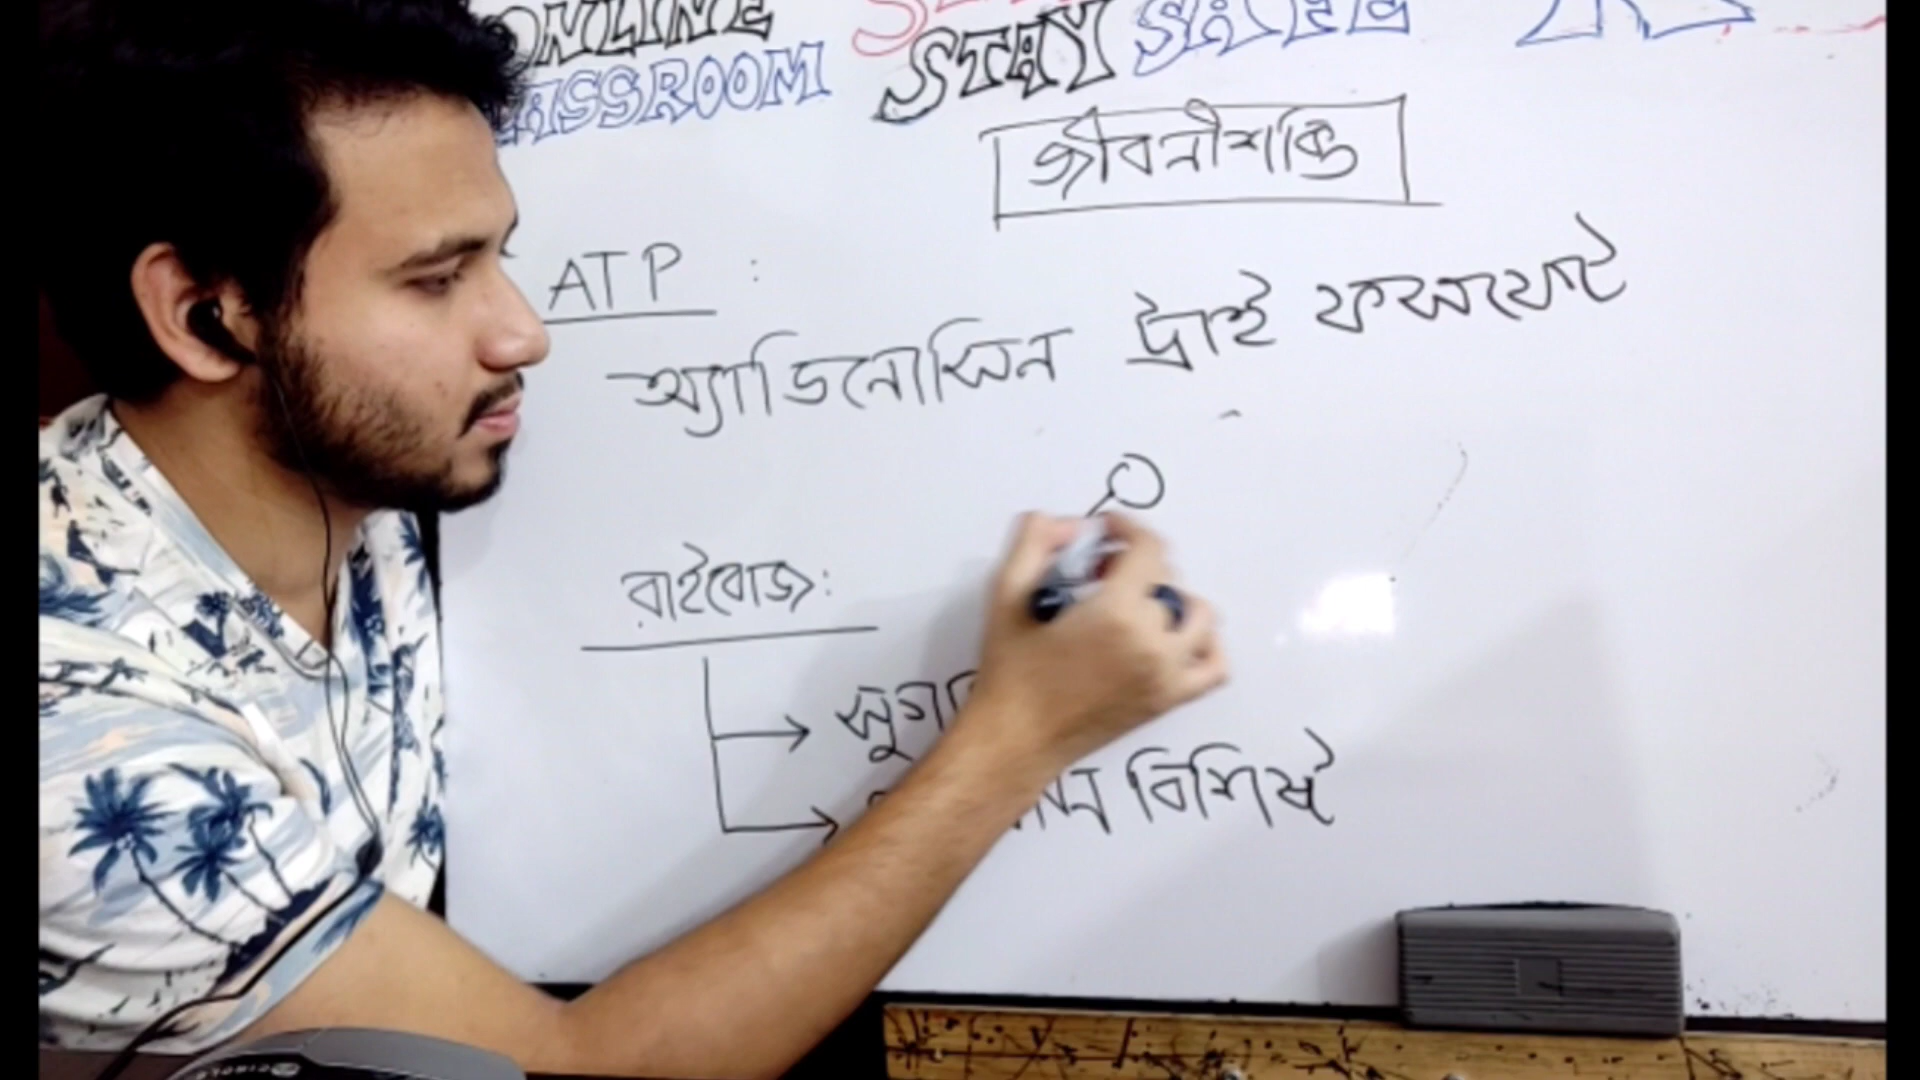 ONLINE STAY SAFE
CLASSROOM
জীবনীশক্তি
ATP :
অ্যাডিনোসিন ট্রাই ফসফেট
রাইবোজ:
বিশিষ্ট